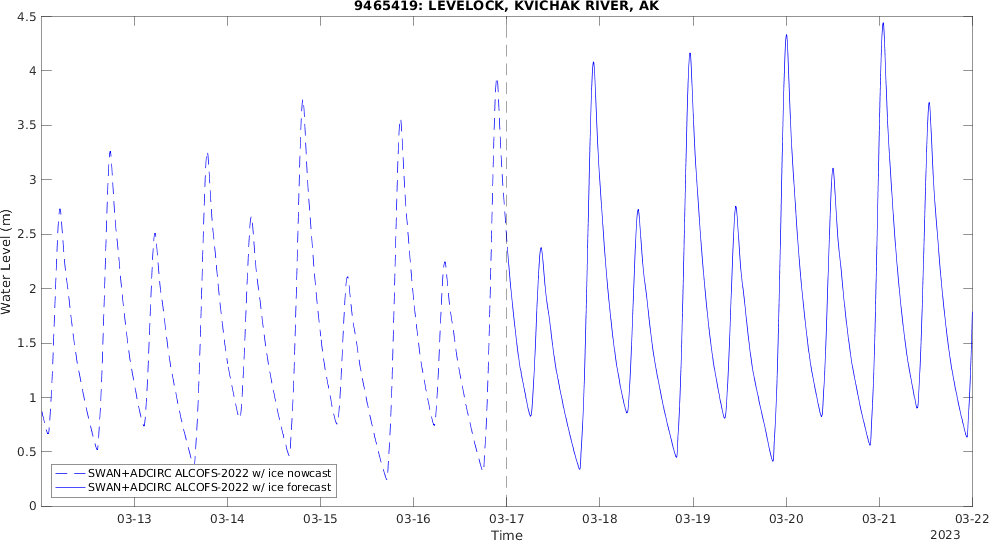 9465419: LEVELOCK, KVICHAK RIVER, AK
4.5
4
3.5
3
2.5
2
1.5
1
0.5
0
Water Level (m)
SWAN+ADCIRC ALCOFS-2022 w/ ice nowcast
SWAN+ADCIRC ALCOFS-2022 w/ ice forecast
03-13 03-14 03-15 03-16 03-17 03-18 03-19 03-20 03-21 03-22
Time
2023